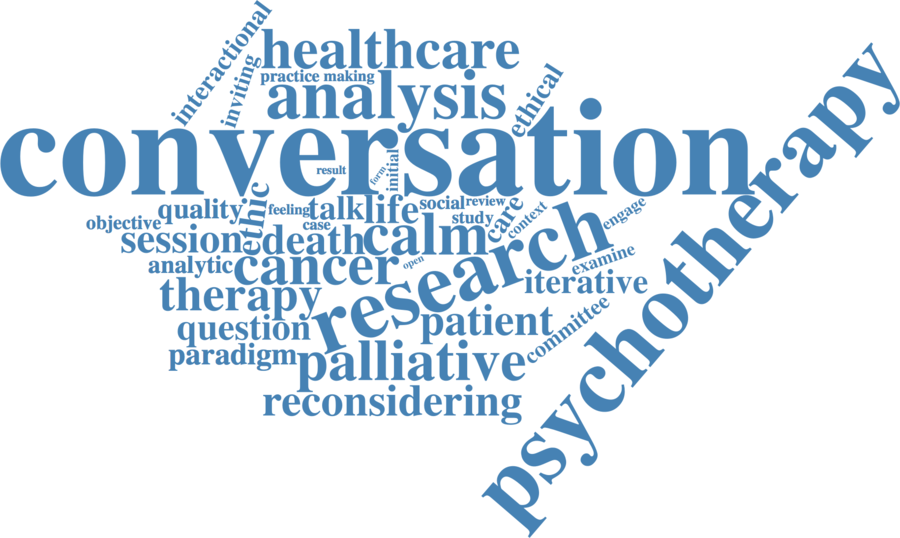 interactional
inviting
healthcare
practice making
analysis
ethical
conversation
psychotherapy
result
form
initial
ethic
quality
feeling
talk
life
social
review
objective
case
study
care
context
engage
session
death
calm
research
analytic
cancer
open
examine
therapy
iterative
question
patient
committee
paradigm
palliative
reconsidering